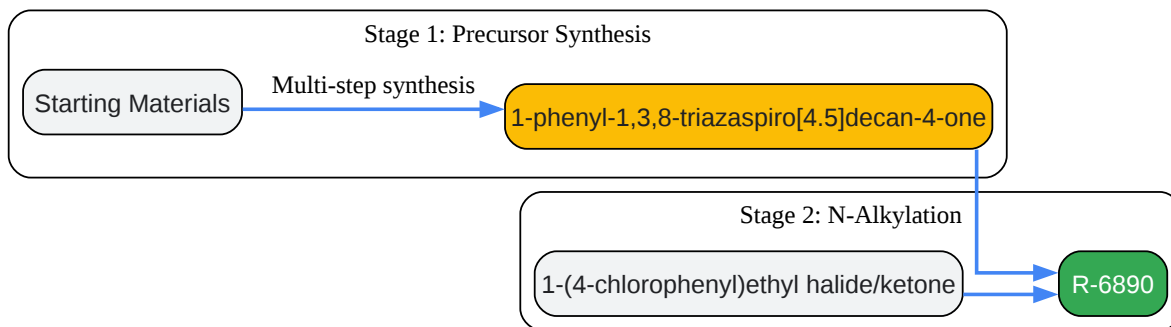 Stage 1: Precursor Synthesis
Starting Materials
Multi-step synthesis
1-phenyl-1,3,8-triazaspiro[4.5]decan-4-one
Stage 2: N-Alkylation
1-(4-chlorophenyl)ethyl halide/ketone
R-6890